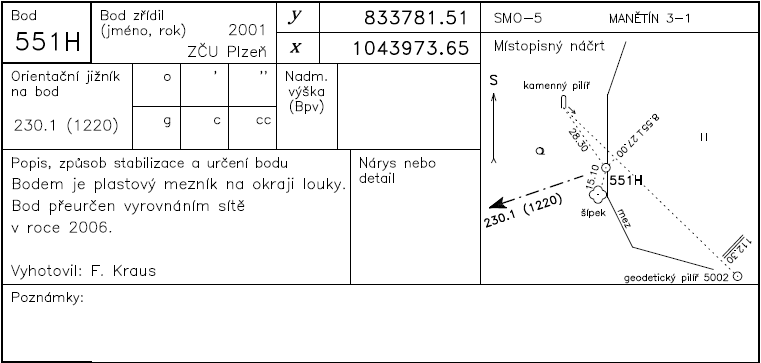 Bod
551H
Bod zřídil
(jméno, rok) 2001
ZČU Plzeň
y 833781.51
x 1043973.65
SMO-5 MANĚTÍN 3-1
Orientační jižník
na bod
230.1 (1220)
o ' "
g c cc
Nadm.
výška
(Bpv)
Místopisný náčrt
S
kamenný pilíř
28.30
8.55⊥27.00
15.10
551H
230.1 (1220)
šípek
mez
112.30
geodetický pilíř 5002
Popis, způsob stabilizace a určení bodu
Bodem je plastový mezník na okraji louky.
Bod přeurčen vyrovnáním sítě
v roce 2006.
Vyhotovil: F. Kraus
Nárys nebo
detail
Poznámky: